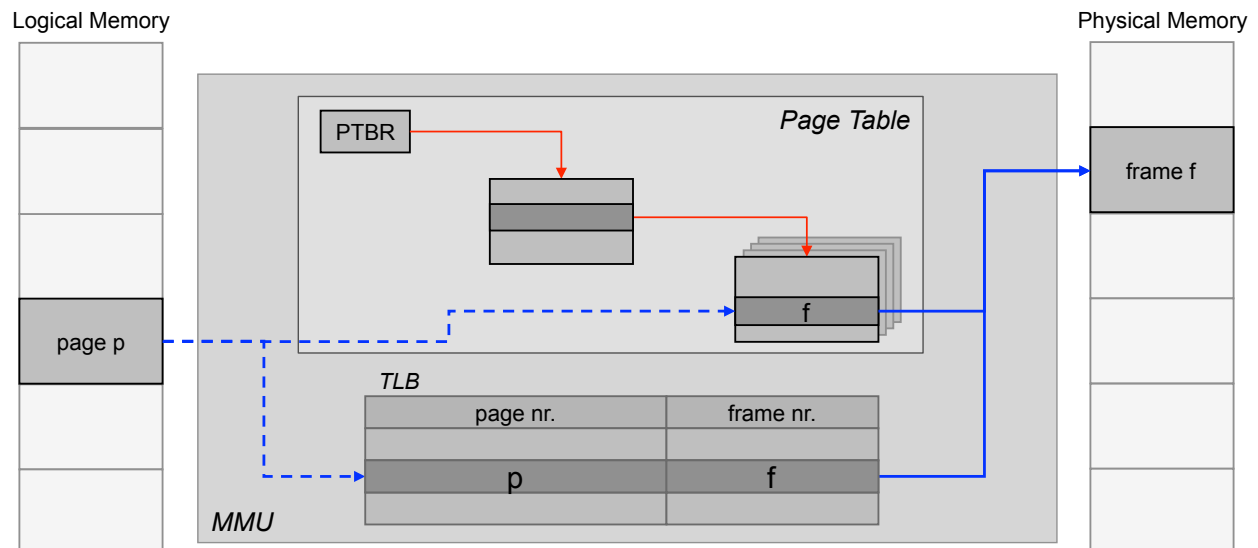 Logical Memory
Physical Memory
PTBR
Page Table
frame f
f
page p
TLB
page nr. frame nr.
p f
MMU